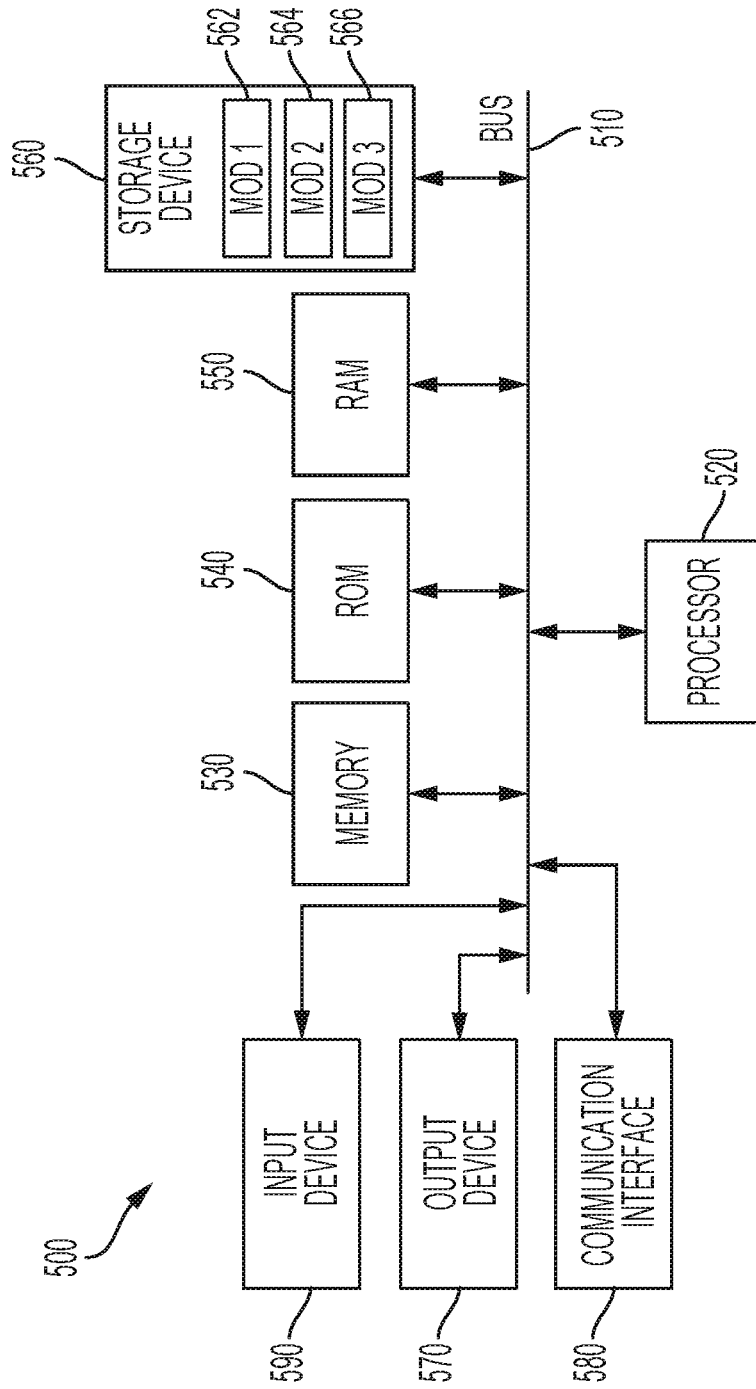 500
590
INPUT
DEVICE
570
OUTPUT
DEVICE
580
COMMUNICATION
INTERFACE
530
MEMORY
540
ROM
550
RAM
560
STORAGE
DEVICE
MOD 1
562
MOD 2
564
MOD 3
566
BUS
510
PROCESSOR
520